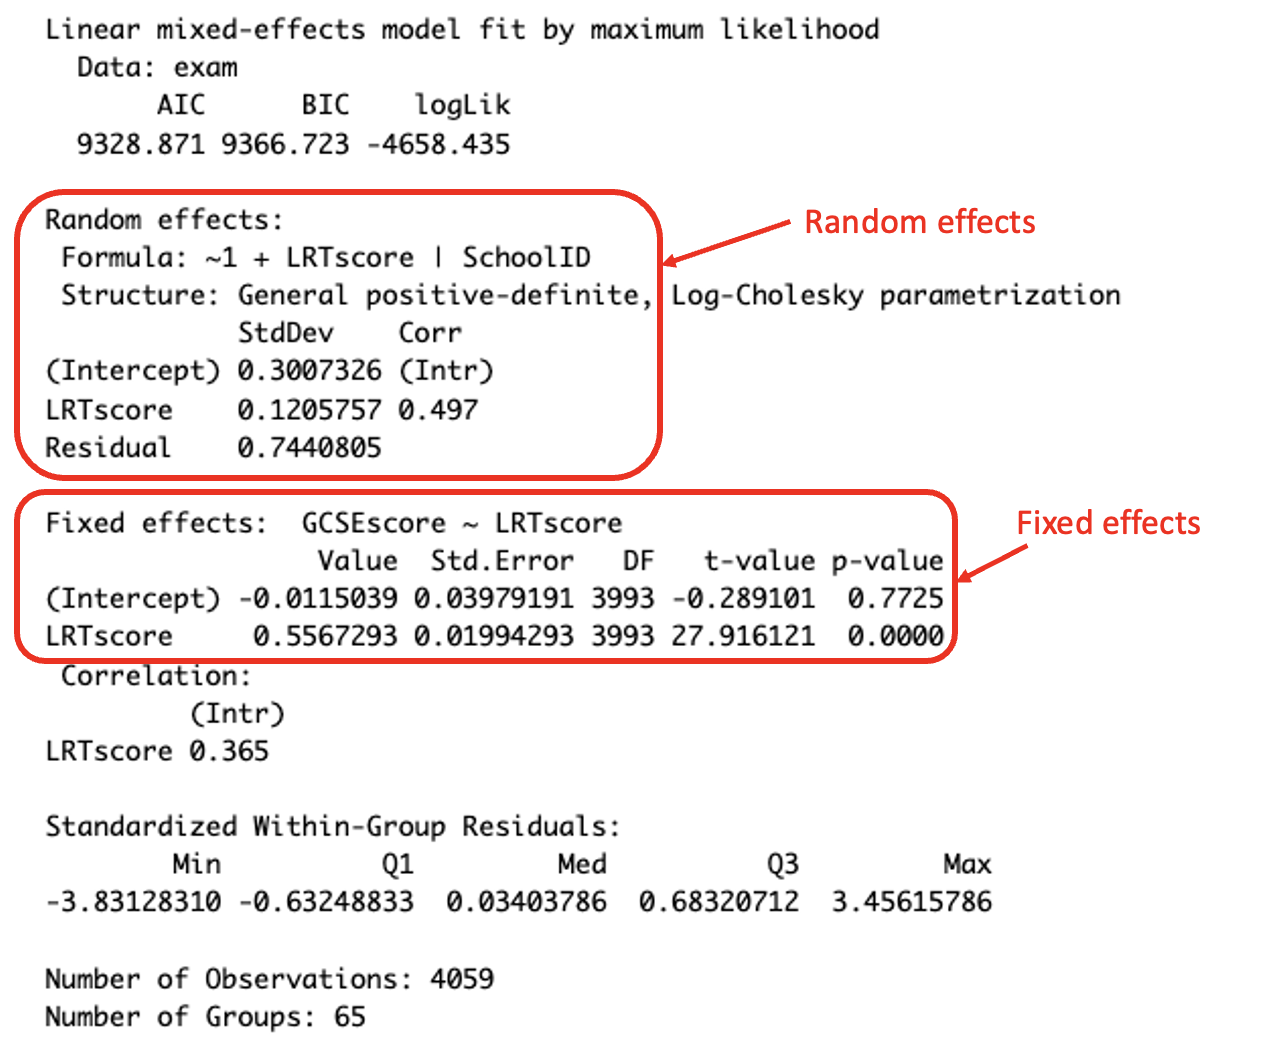 Linear mixed-effects model fit by maximum likelihood
Data: exam
AIC BIC logLik
9328.871 9366.723 -4658.435
Random effects:
Random effects
Formula: ~1 + LRTscore | SchoolID
Structure: General positive-definite, Log-Cholesky parametrization
StdDev Corr
(Intercept) 0.3007326 (Intr)
LRTscore 0.1205757 0.497
Residual 0.7440805
Fixed effects: GCSEscore ~ LRTscore
Fixed effects
Value Std.Error DF t-value p-value
(Intercept) -0.0115039 0.03979191 3993 -0.289101 0.7725
LRTscore 0.5567293 0.01994293 3993 27.916121 0.0000
Correlation:
(Intr)
LRTscore 0.365
Standardized Within-Group Residuals:
Min Q1 Med Q3 Max
-3.83128310 -0.63248833 0.03403786 0.68320712 3.45615786
Number of Observations: 4059
Number of Groups: 65